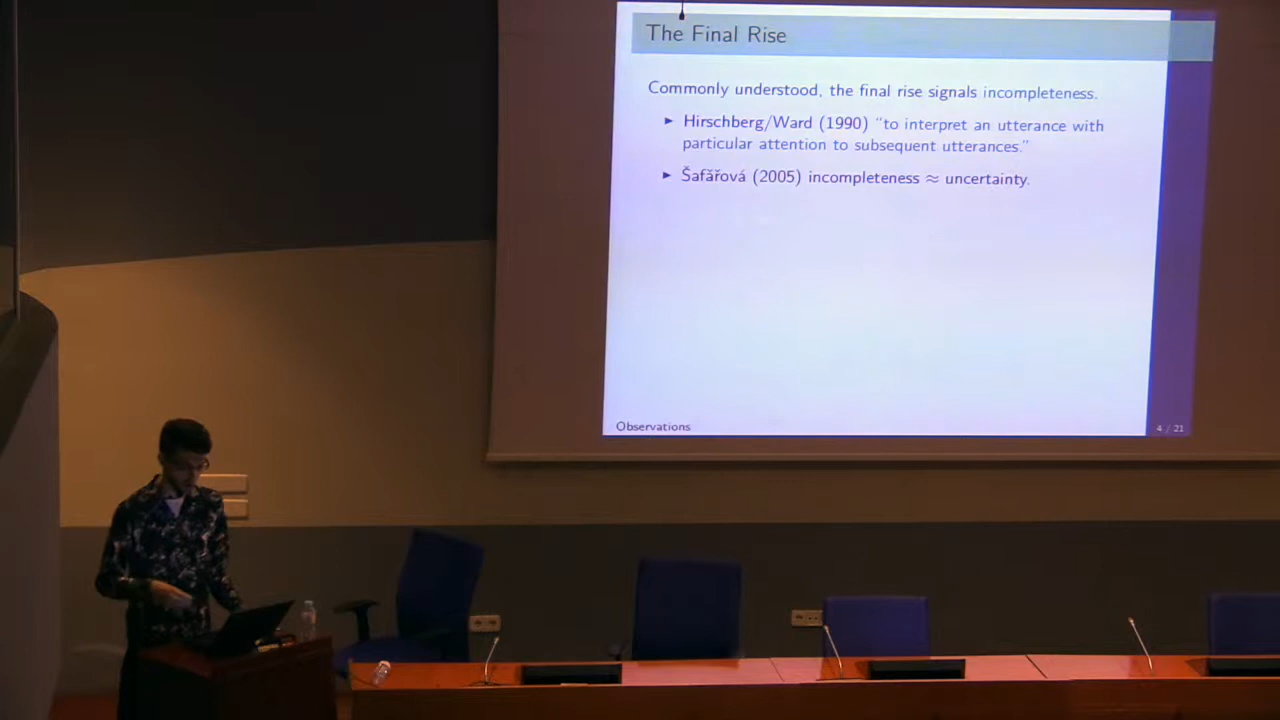 The Final Rise
Commonly understood, the final rise signals incompleteness.
► Hirschberg/Ward (1990) “to interpret an utterance with
particular attention to subsequent utterances.”
► Šafářová (2005) incompleteness ≈ uncertainty.
Observations
4 / 21